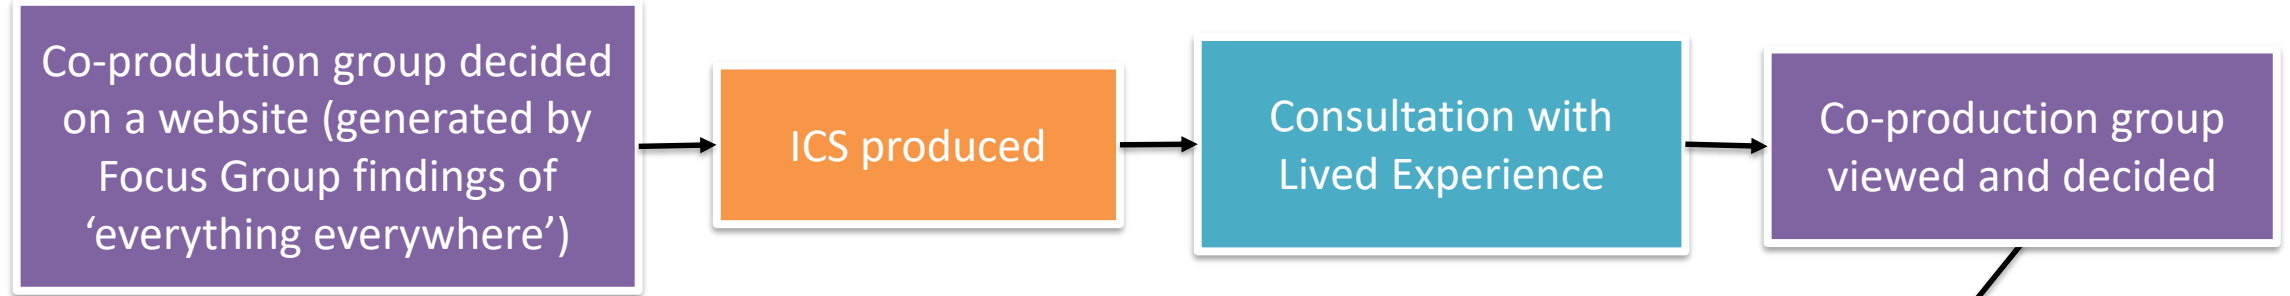 Co-production group decided
on a website (generated by
Focus Group findings of
‘everything everywhere’)
ICS produced
Consultation with
Lived Experience
Co-production group
viewed and decided